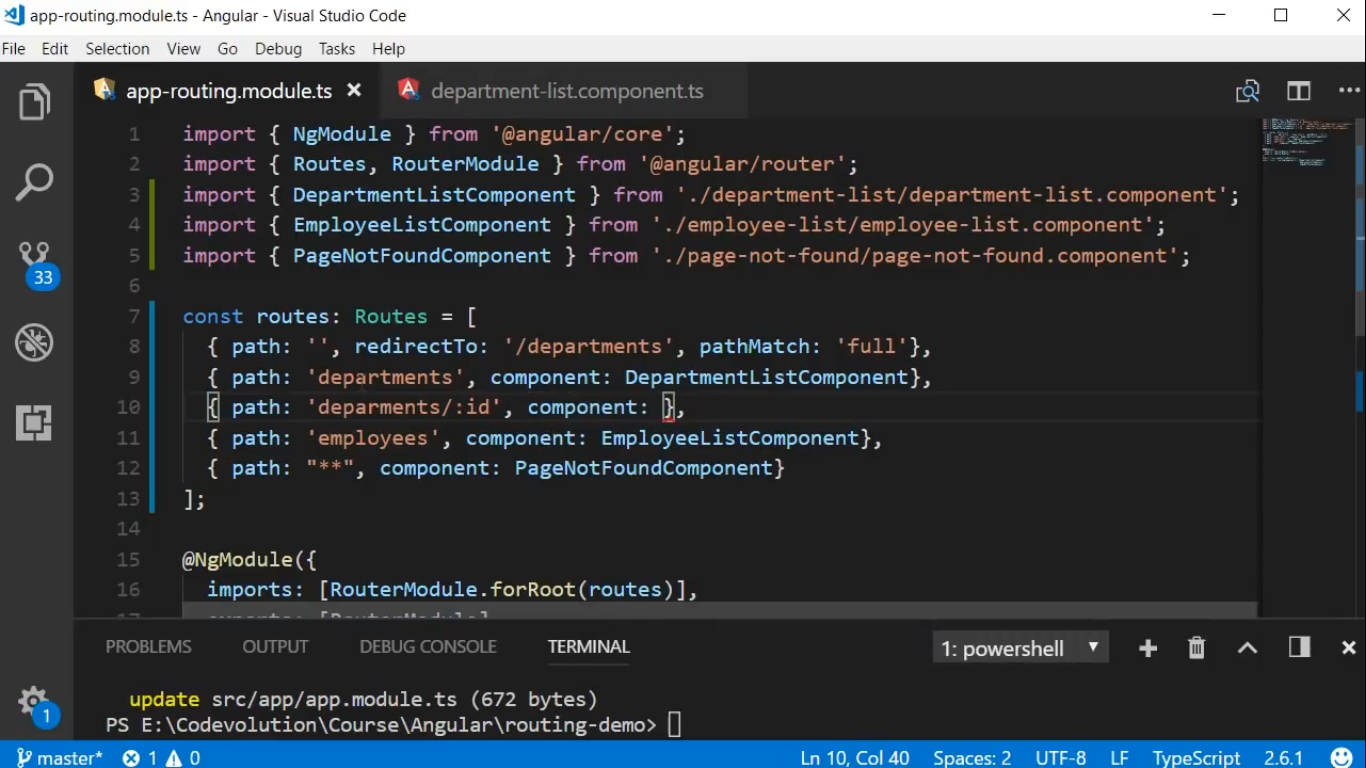 app-routing.module.ts - Angular - Visual Studio Code
File Edit Selection View Go Debug Tasks Help
app-routing.module.ts department-list.component.ts
1 import { NgModule } from '@angular/core';
2 import { Routes, RouterModule } from '@angular/router';
3 import { DepartmentListComponent } from './department-list/department-list.component';
4 import { EmployeeListComponent } from './employee-list/employee-list.component';
5 import { PageNotFoundComponent } from './page-not-found/page-not-found.component';
6
7 const routes: Routes = [
8 { path: '', redirectTo: '/departments', pathMatch: 'full'},
9 { path: 'departments', component: DepartmentListComponent},
10 { path: 'deparments/:id', component: },
11 { path: 'employees', component: EmployeeListComponent},
12 { path: "**", component: PageNotFoundComponent}
13 ];
14
15 @NgModule({
16 imports: [RouterModule.forRoot(routes)],
33
PROBLEMS OUTPUT DEBUG CONSOLE TERMINAL 1: powershell
update src/app/app.module.ts (672 bytes)
PS E:\Codevolution\Course\Angular\routing-demo>
1
master* 1 0 Ln 10, Col 40 Spaces: 2 UTF-8 LF TypeScript 2.6.1